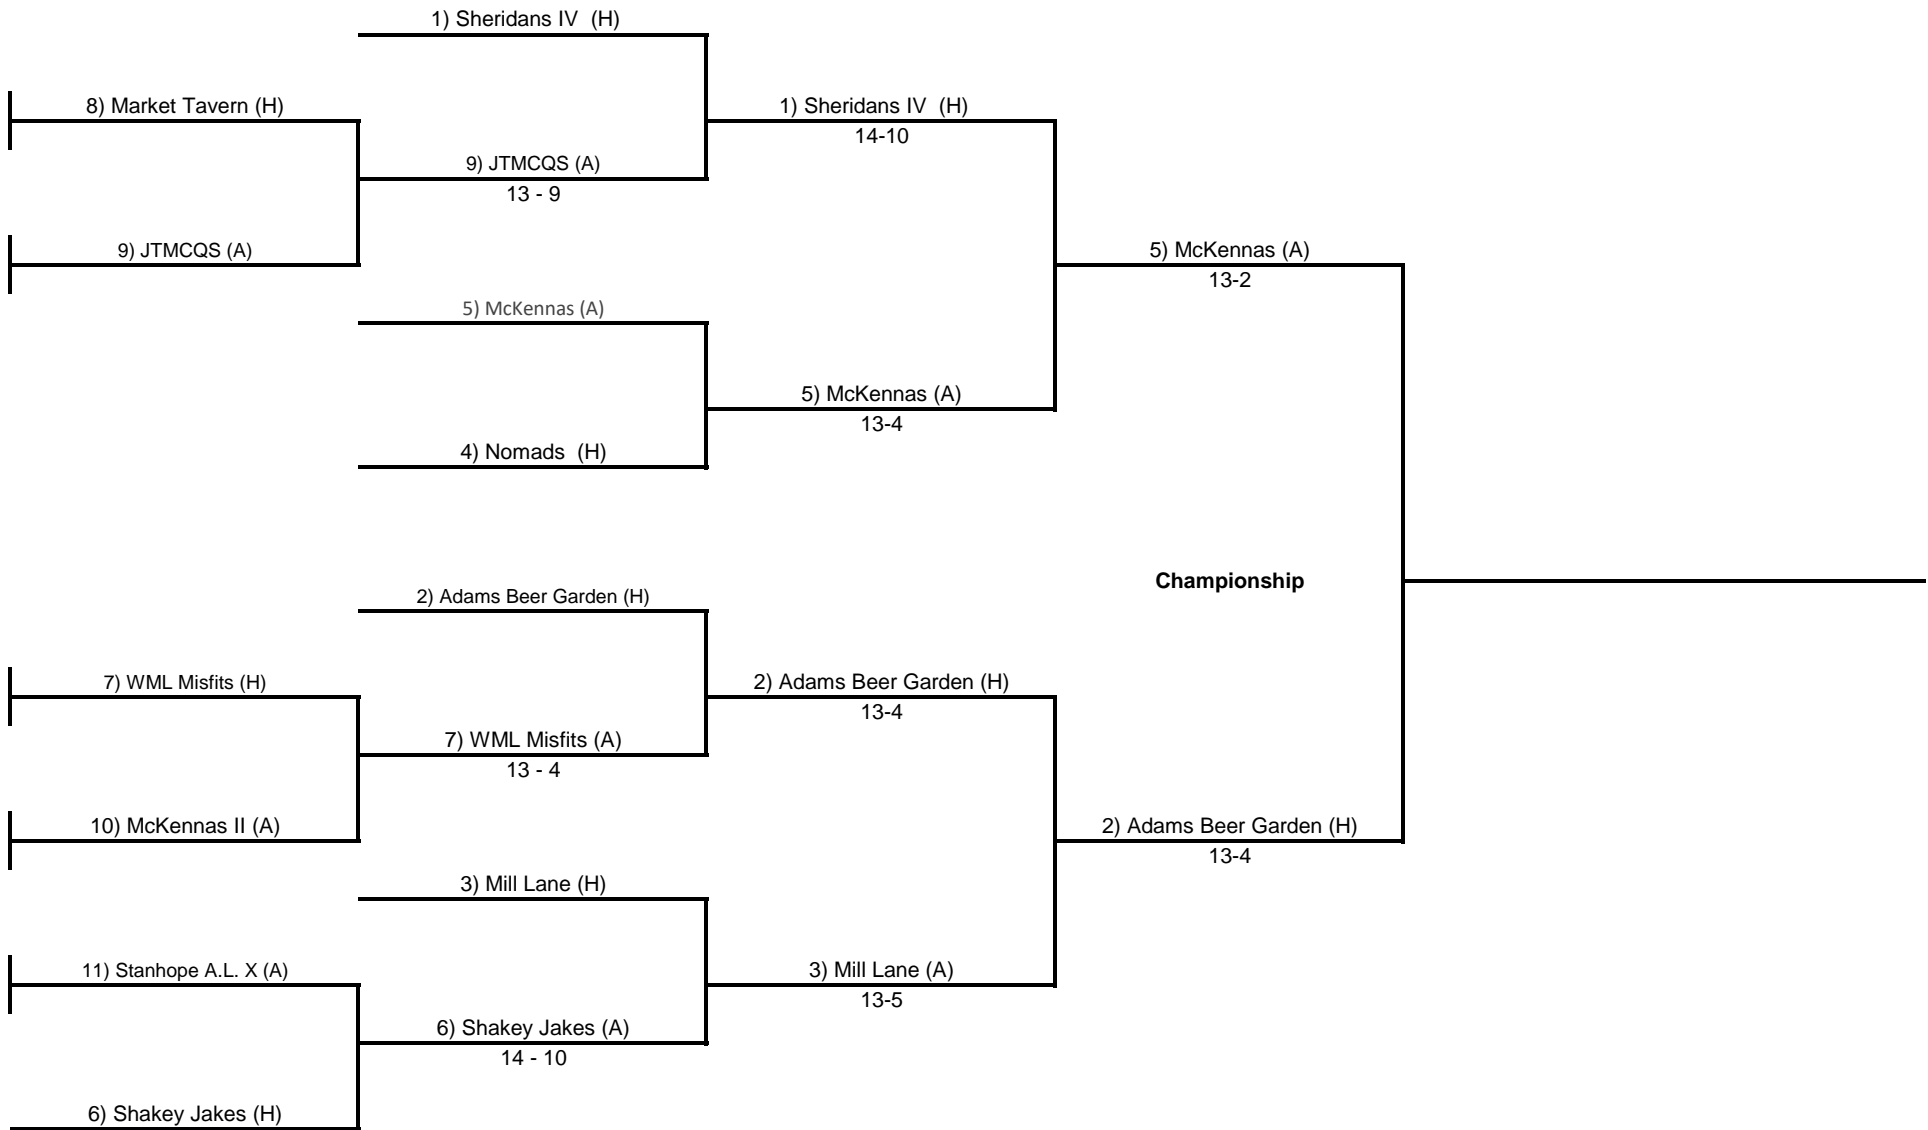 1) Sheridans IV  (H)
8) Market Tavern (H)
1) Sheridans IV  (H)
14-10
9) JTMCQS (A)
13 - 9
9) JTMCQS (A)
5) McKennas (A)
13-2
5) McKennas (A)
5) McKennas (A)
13-4
4) Nomads  (H)
Championship
2) Adams Beer Garden (H)
7) WML Misfits (H)
2) Adams Beer Garden (H)
13-4
7) WML Misfits (A)
13 - 4
10) McKennas II (A)
2) Adams Beer Garden (H)
13-4
3) Mill Lane (H)
11) Stanhope A.L. X (A)
3) Mill Lane (A)
13-5
6) Shakey Jakes (A)
14 - 10
6) Shakey Jakes (H)